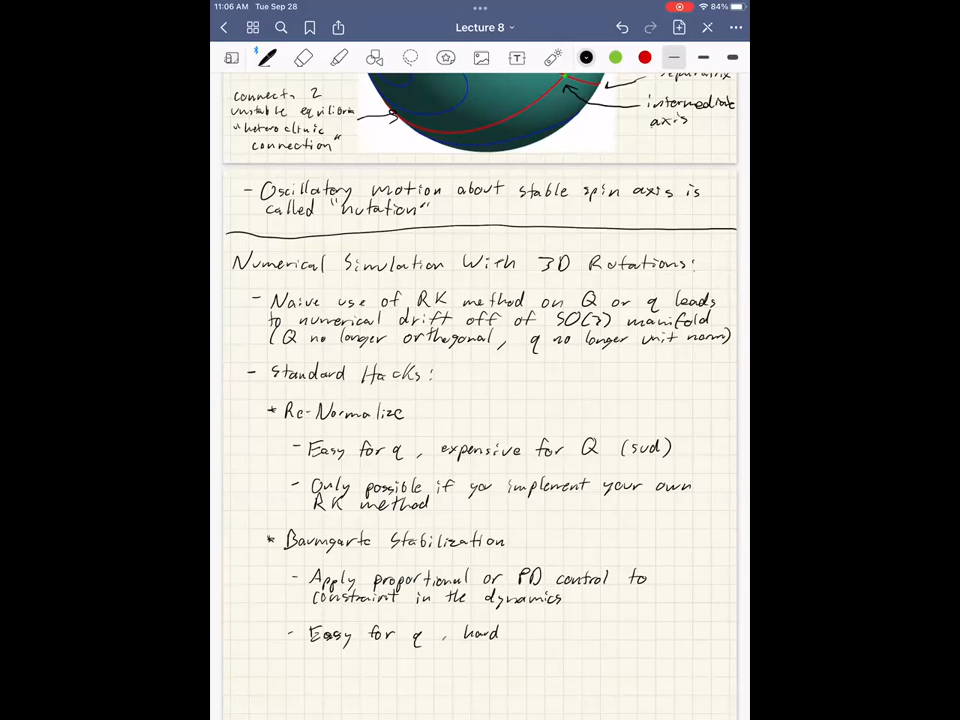 11:06 AM Tue Sep 28
84%
Lecture 8
separatrix
connects 2
unstable equilibria
"heteroclinic
connection"
intermediate
axis
- Oscillatory motion about stable spin axis is
called "nutation"
Numerical Simulation With 3D Rotations:
- Naive use of RK method on Q or q leads
to numerical drift off of SO(3) manifold
(Q no longer orthogonal, q no longer unit norm)
- Standard Hacks:
* Re-Normalize
- Easy for q, expensive for Q (svd)
- Only possible if you implement your own
RK method
* Baumgarte Stabilization
- Apply proportional or PD control to
constraint in the dynamics
- Easy for q, hard